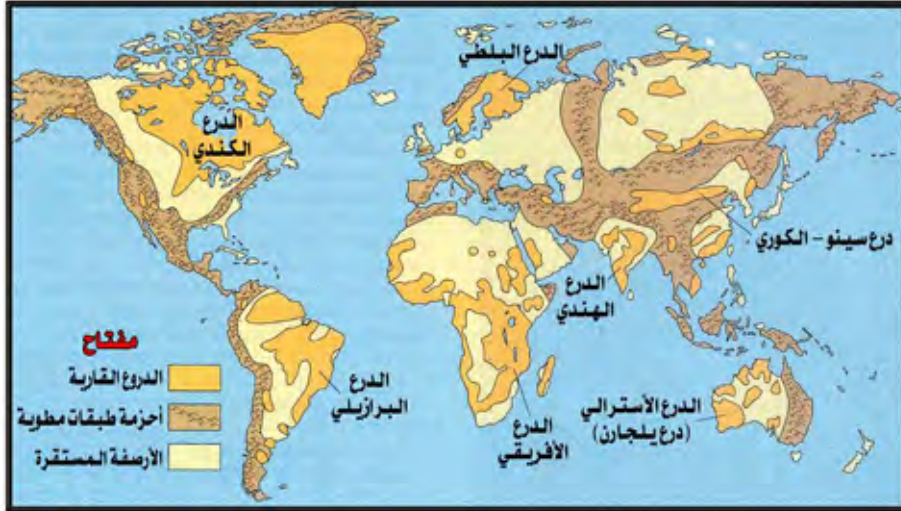 الدرع البلطي
الدرع
الكندي
درع سينو - الكوري
الدرع
الهندي
الدرع
البرازيلي
الدرع
الأفريقي
الدرع الأسترالي
(درع يلجارن)
مفتاح
الدروع القارية
أحزمة طبقات مطوية
الأرصفة المستقرة